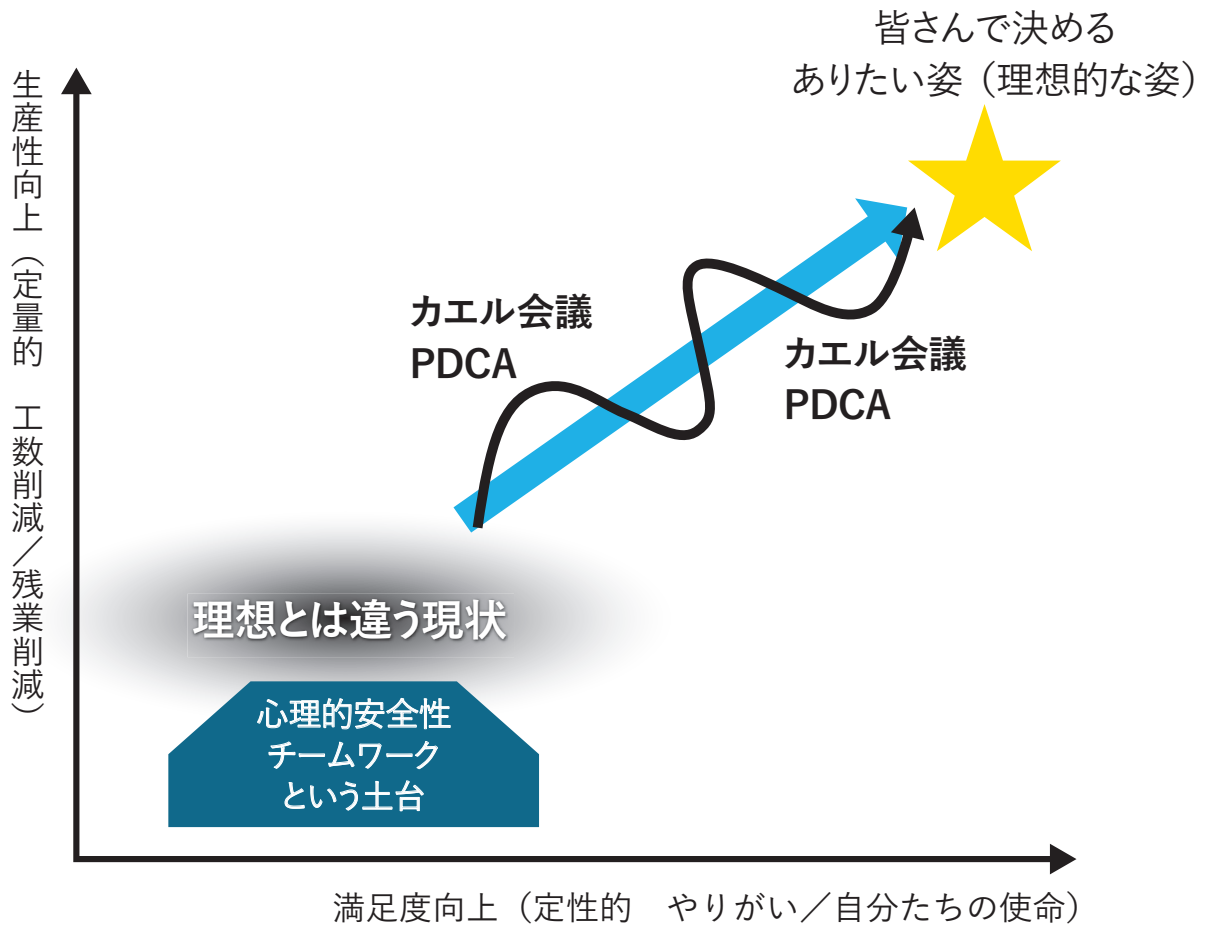 皆さんで決める
ありたい姿（理想的な姿）
生産性向上（定量的　工数削減／残業削減）
カエル会議
PDCA
カエル会議
PDCA
理想とは違う現状
心理的安全性
チームワーク
という土台
満足度向上（定性的　やりがい／自分たちの使命）